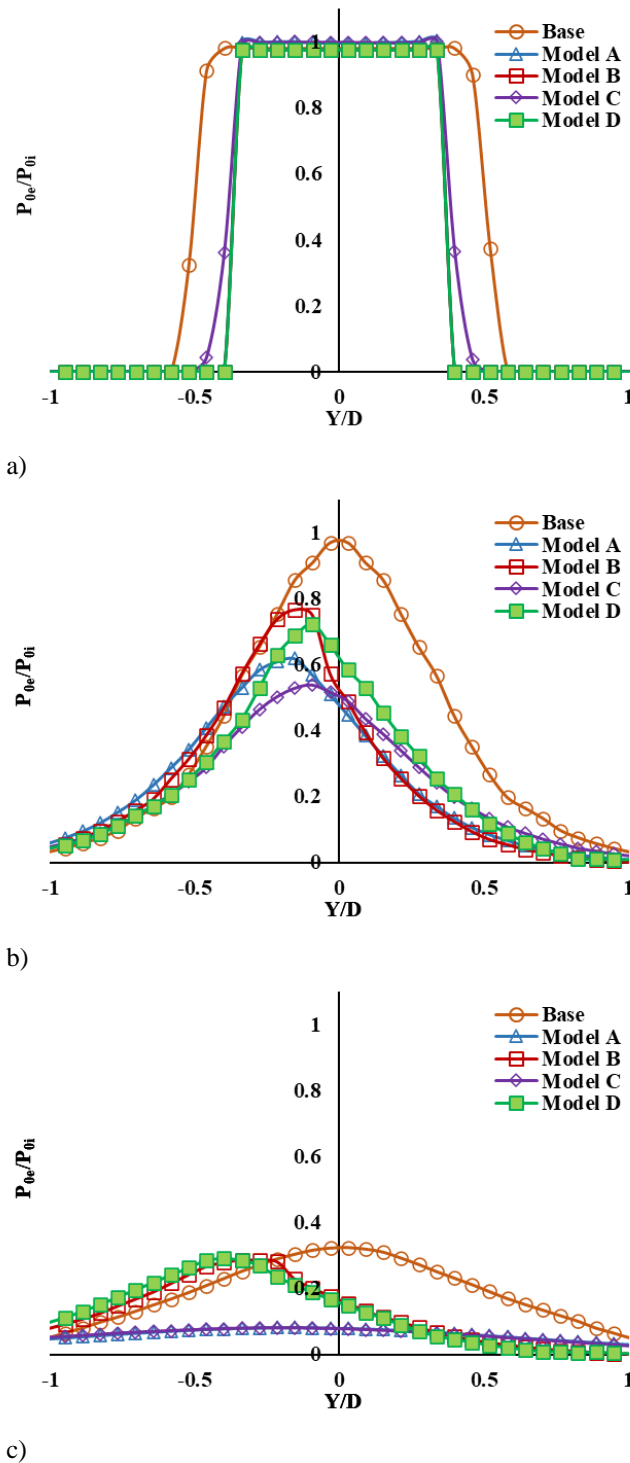 1
0.8
0.6
0.4
0.2
0
-1
-0.5
0
0.5
1
P0e/P0i
Y/D
Base
Model A
Model B
Model C
Model D
a)
1
0.8
0.6
0.4
0.2
0
-1
-0.5
0
0.5
1
P0e/P0i
Y/D
Base
Model A
Model B
Model C
Model D
b)
1
0.8
0.6
0.4
0.2
0
-1
-0.5
0
0.5
1
P0e/P0i
Y/D
Base
Model A
Model B
Model C
Model D
c)